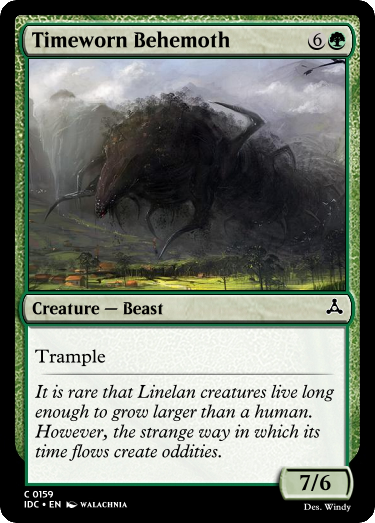 Timeworn Behemoth 6
Creature — Beast
Trample
It is rare that Linelan creatures live long
enough to grow larger than a human.
However, the strange way in which its
time flows create oddities.
7/6
C 0159
IDC • EN WALACHNIA
Des. Windy